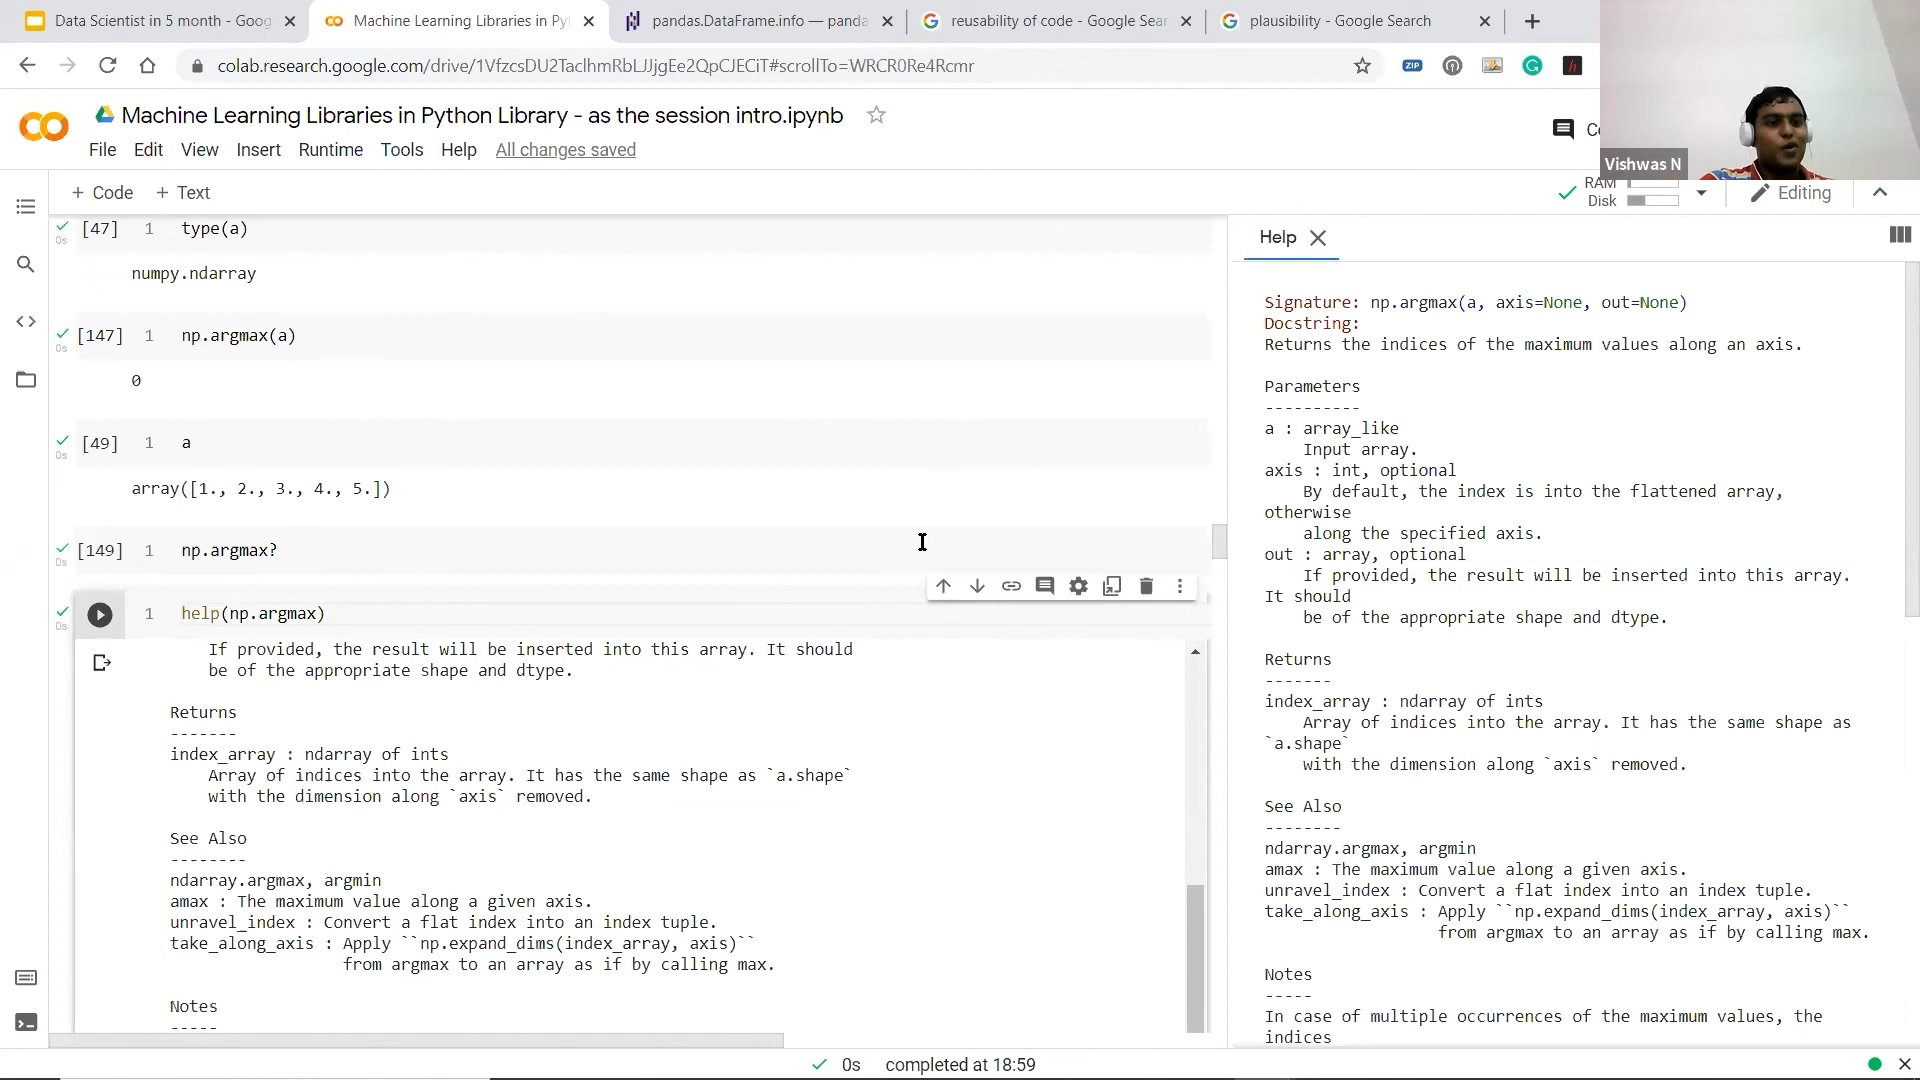 Data Scientist in 5 month - Goog
Machine Learning Libraries in Py
pandas.DataFrame.info — panda
reusability of code - Google Sear
plausibility - Google Search
colab.research.google.com/drive/1VfzcsDU2TaclhmRbLJJjgEe2QpCJECiT#scrollTo=WRCR0Re4Rcmr
ZIP
Machine Learning Libraries in Python Library - as the session intro.ipynb
File Edit View Insert Runtime Tools Help All changes saved
Vishwas N
+ Code + Text
RAM
Disk
Editing
[47] 1 type(a)
0s
numpy.ndarray
[147] 1 np.argmax(a)
0s
0
[49] 1 a
0s
array([1., 2., 3., 4., 5.])
[149] 1 np.argmax?
0s
1 help(np.argmax)
0s
If provided, the result will be inserted into this array. It should
be of the appropriate shape and dtype.
Returns
-------
index_array : ndarray of ints
Array of indices into the array. It has the same shape as `a.shape`
with the dimension along `axis` removed.
See Also
--------
ndarray.argmax, argmin
amax : The maximum value along a given axis.
unravel_index : Convert a flat index into an index tuple.
take_along_axis : Apply ``np.expand_dims(index_array, axis)``
from argmax to an array as if by calling max.
Notes
-----
Help
Signature: np.argmax(a, axis=None, out=None)
Docstring:
Returns the indices of the maximum values along an axis.
Parameters
----------
a : array_like
Input array.
axis : int, optional
By default, the index is into the flattened array,
otherwise
along the specified axis.
out : array, optional
If provided, the result will be inserted into this array.
It should
be of the appropriate shape and dtype.
Returns
-------
index_array : ndarray of ints
Array of indices into the array. It has the same shape as
`a.shape`
with the dimension along `axis` removed.
See Also
--------
ndarray.argmax, argmin
amax : The maximum value along a given axis.
unravel_index : Convert a flat index into an index tuple.
take_along_axis : Apply ``np.expand_dims(index_array, axis)``
from argmax to an array as if by calling max.
Notes
-----
In case of multiple occurrences of the maximum values, the
indices
0s completed at 18:59